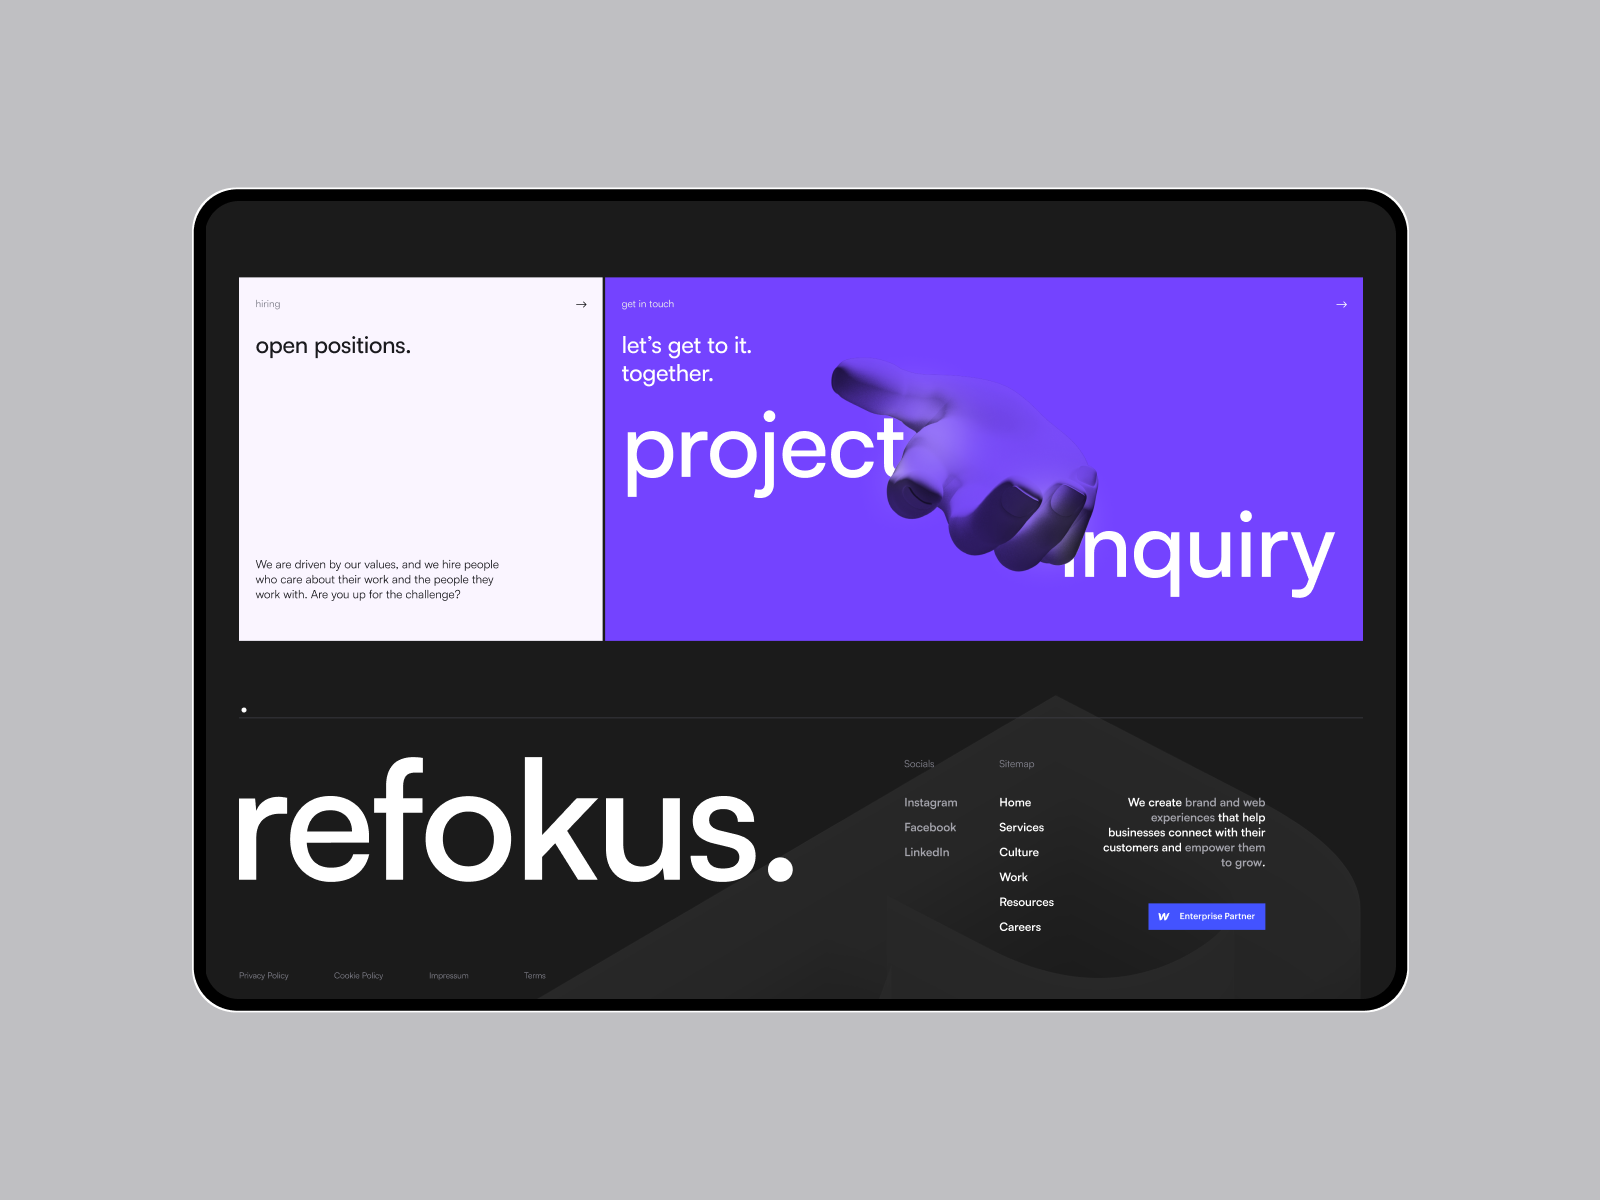 hiring →
open positions.
We are driven by our values, and we hire people
who care about their work and the people they
work with. Are you up for the challenge?
get in touch →
let’s get to it.
together.
project
inquiry
refokus.
Socials
Instagram
Facebook
LinkedIn
Sitemap
Home
Services
Culture
Work
Resources
Careers
We create brand and web
experiences that help
businesses connect with their
customers and empower them
to grow.
W Enterprise Partner
Privacy Policy
Cookie Policy
Impressum
Terms